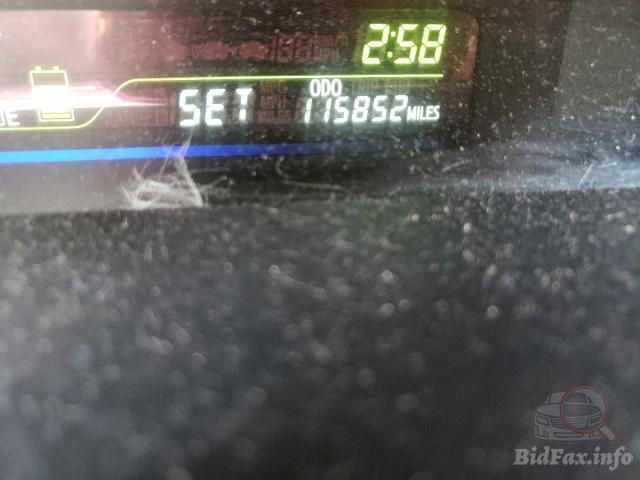 2:58
SET ODO 115852 MILES
BidFax.info